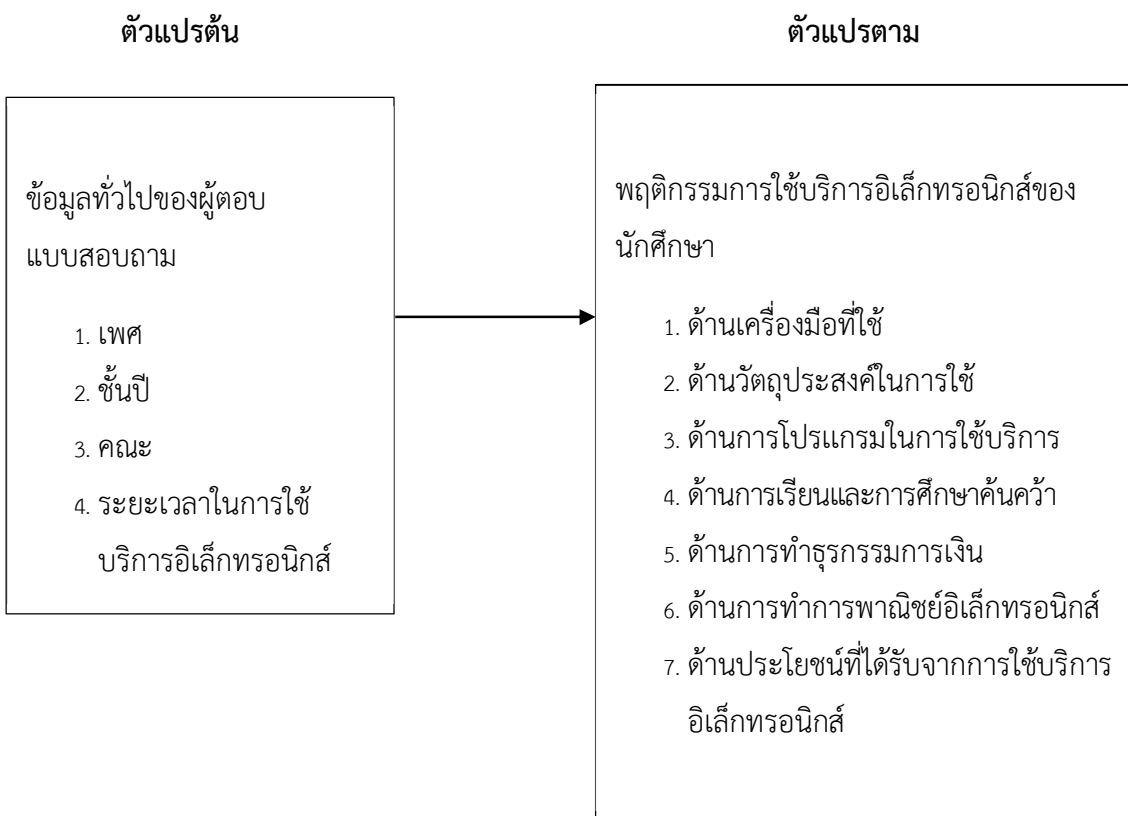 ตัวแปรต้น
ตัวแปรตาม
ข้อมูลทั่วไปของผู้ตอบ
แบบสอบถาม
1. เพศ
2. ชั้นปี
3. คณะ
4. ระยะเวลาในการใช้
บริการอิเล็กทรอนิกส์
พฤติกรรมการใช้บริการอิเล็กทรอนิกส์ของ
นักศึกษา
1. ด้านเครื่องมือที่ใช้
2. ด้านวัตถุประสงค์ในการใช้
3. ด้านการโปรแกรมในการใช้บริการ
4. ด้านการเรียนและการศึกษาค้นคว้า
5. ด้านการทำธุรกรรมการเงิน
6. ด้านการทำการพาณิชย์อิเล็กทรอนิกส์
7. ด้านประโยชน์ที่ได้รับจากการใช้บริการ
อิเล็กทรอนิกส์